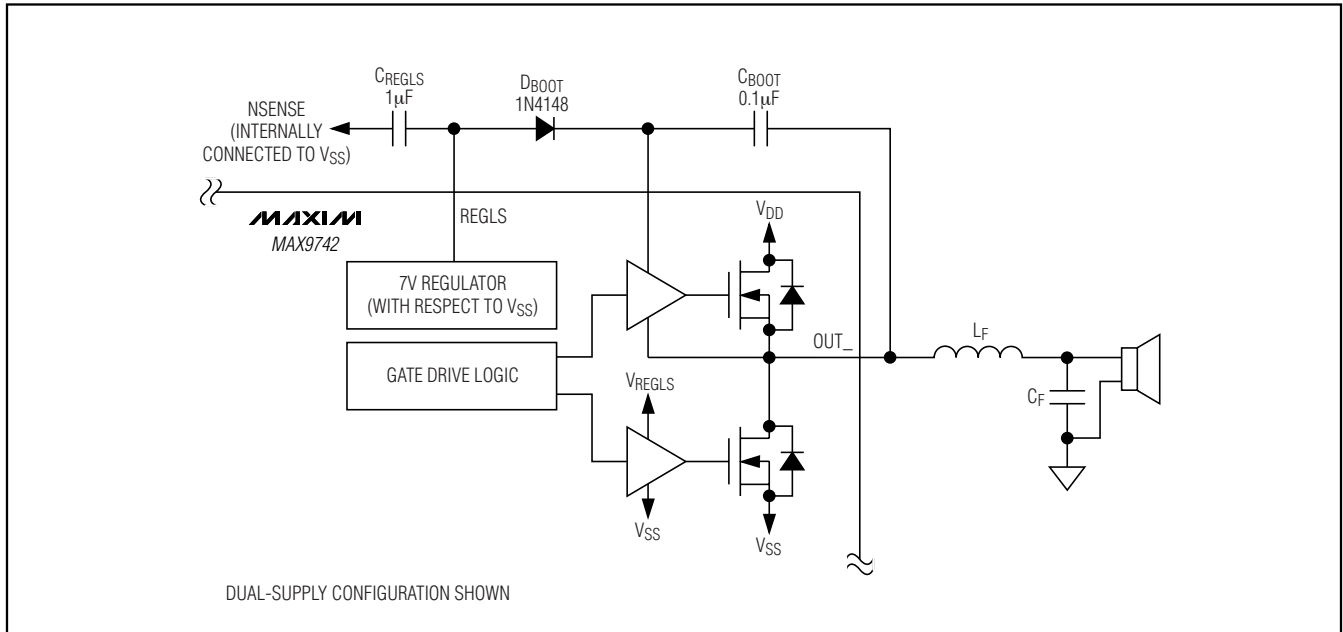 CREGLS
1µF
DBOOT
1N4148
CBOOT
0.1µF
NSENSE
(INTERNALLY
CONNECTED TO VSS)
MAXIM
MAX9742
REGLS
VDD
7V REGULATOR
(WITH RESPECT TO VSS)
OUT_
LF
GATE DRIVE LOGIC
VREGLS
CF
VSS
VSS
DUAL-SUPPLY CONFIGURATION SHOWN